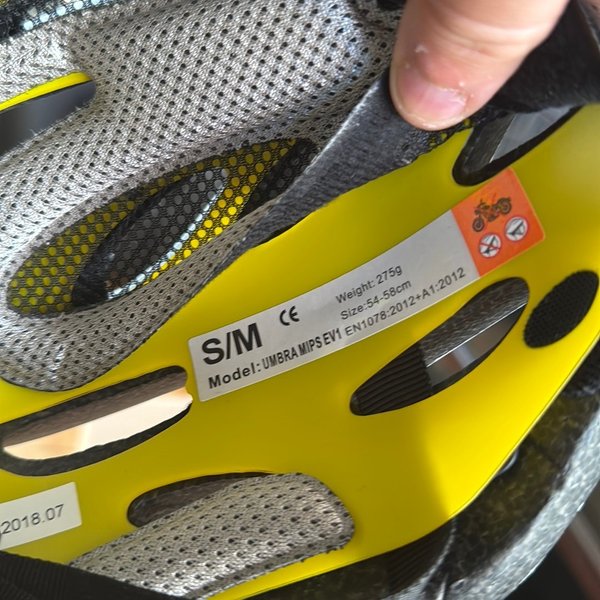 S/M CE Weight: 275g
Size:54-58cm
Model: UMBRA MIPS EV1 EN1078:2012+A1:2012
2018.07